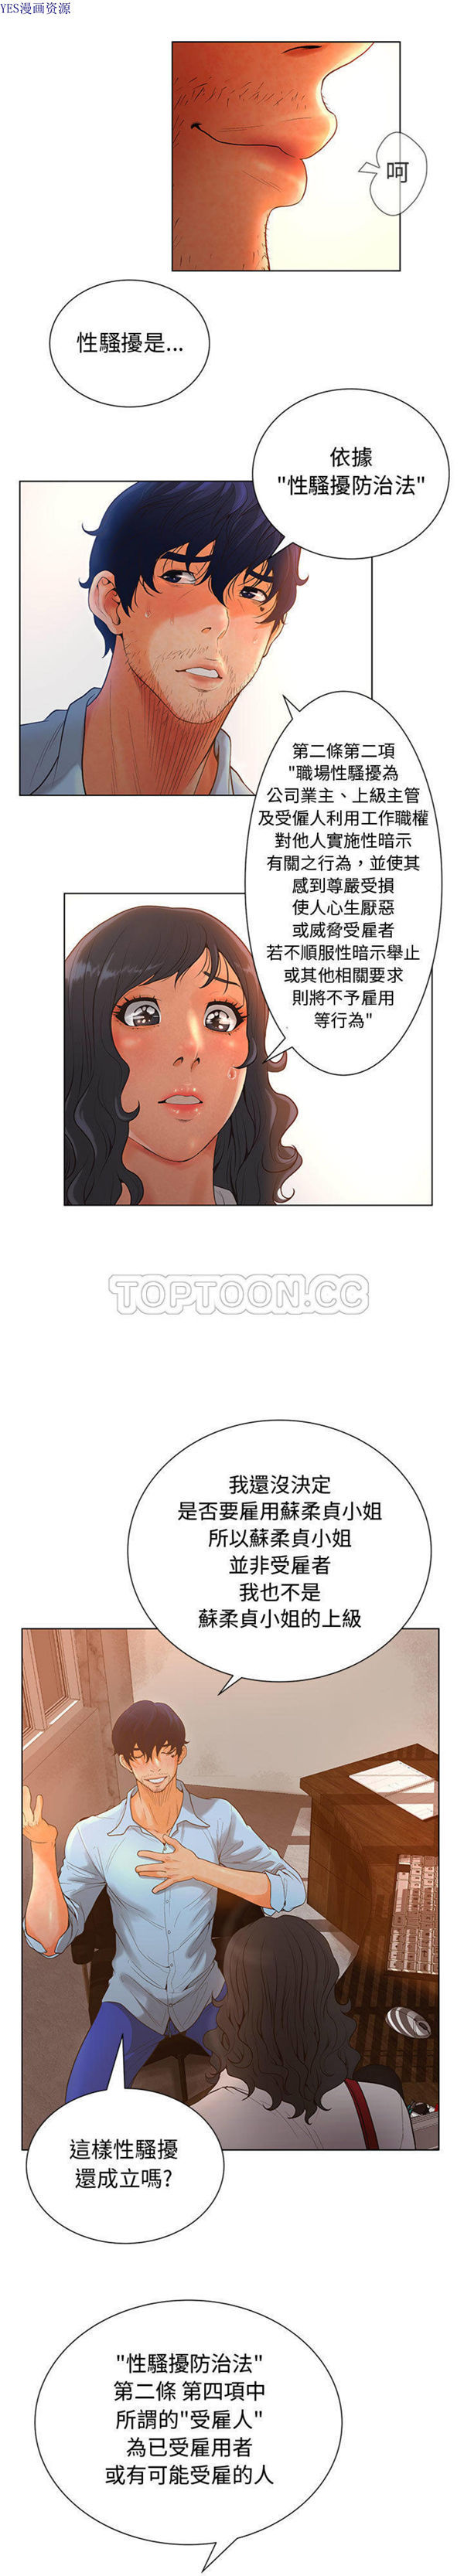 YES漫画资源
呵
性騷擾是...
依據
"性騷擾防治法"
第二條第二項
"職場性騷擾為
公司業主、上級主管
及受僱人利用工作職權
對他人實施性暗示
有關之行為，並使其
感到尊嚴受損
使人心生厭惡
或威脅受雇者
若不順服性暗示舉止
或其他相關要求
則將不予雇用
等行為"
TOPTOON.CC
我還沒決定
是否要雇用蘇柔貞小姐
所以蘇柔貞小姐
並非受雇者
我也不是
蘇柔貞小姐的上級
這樣性騷擾
還成立嗎?
"性騷擾防治法"
第二條 第四項中
所謂的"受雇人"
為已受雇用者
或有可能受雇的人